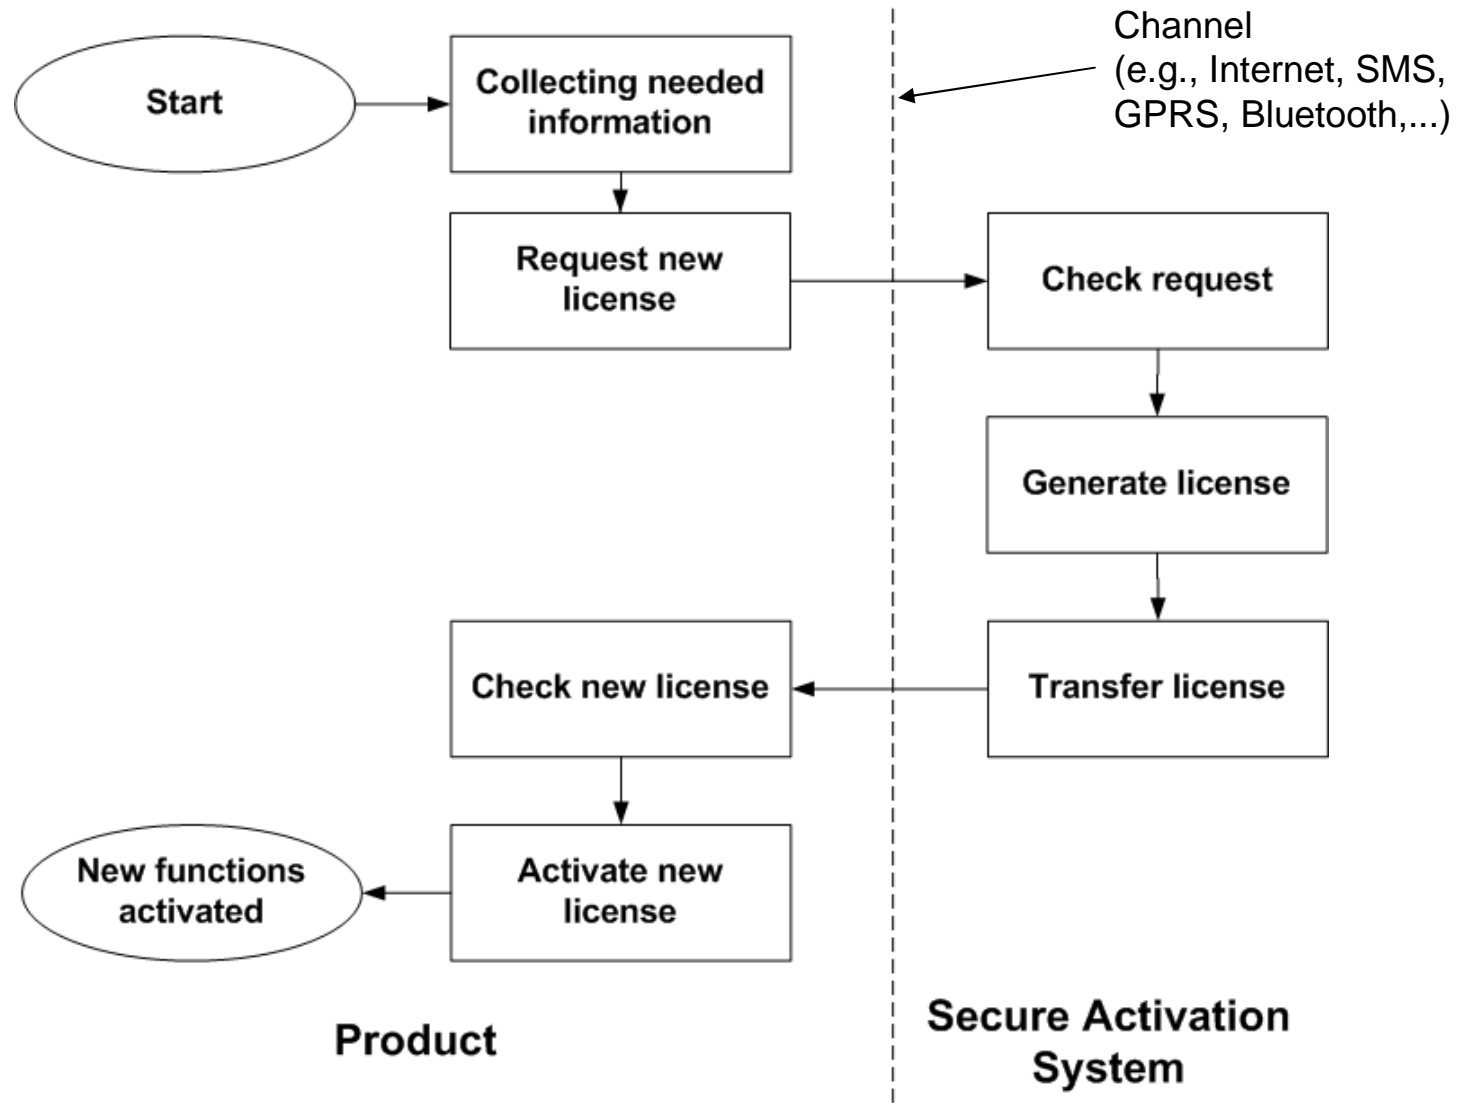 Start
Collecting needed
information
Channel
(e.g., Internet, SMS,
GPRS, Bluetooth,...)
Request new
license
Check request
Generate license
Transfer license
Check new license
Activate new
license
New functions
activated
Product
Secure Activation
System